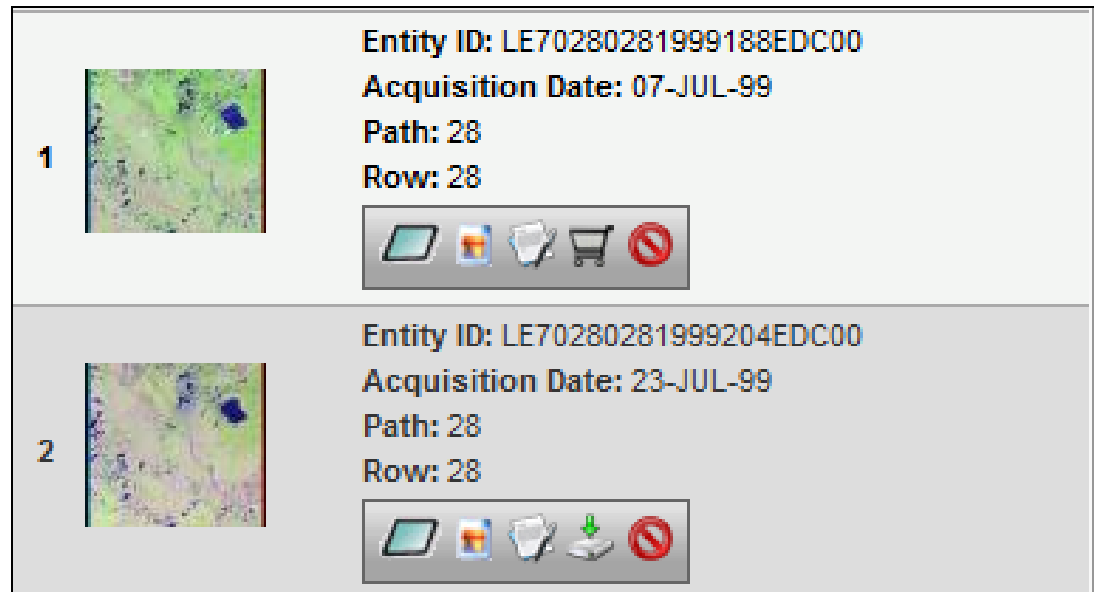 1
Entity ID: LE70280281999188EDC00
Acquisition Date: 07-JUL-99
Path: 28
Row: 28
2
Entity ID: LE70280281999204EDC00
Acquisition Date: 23-JUL-99
Path: 28
Row: 28